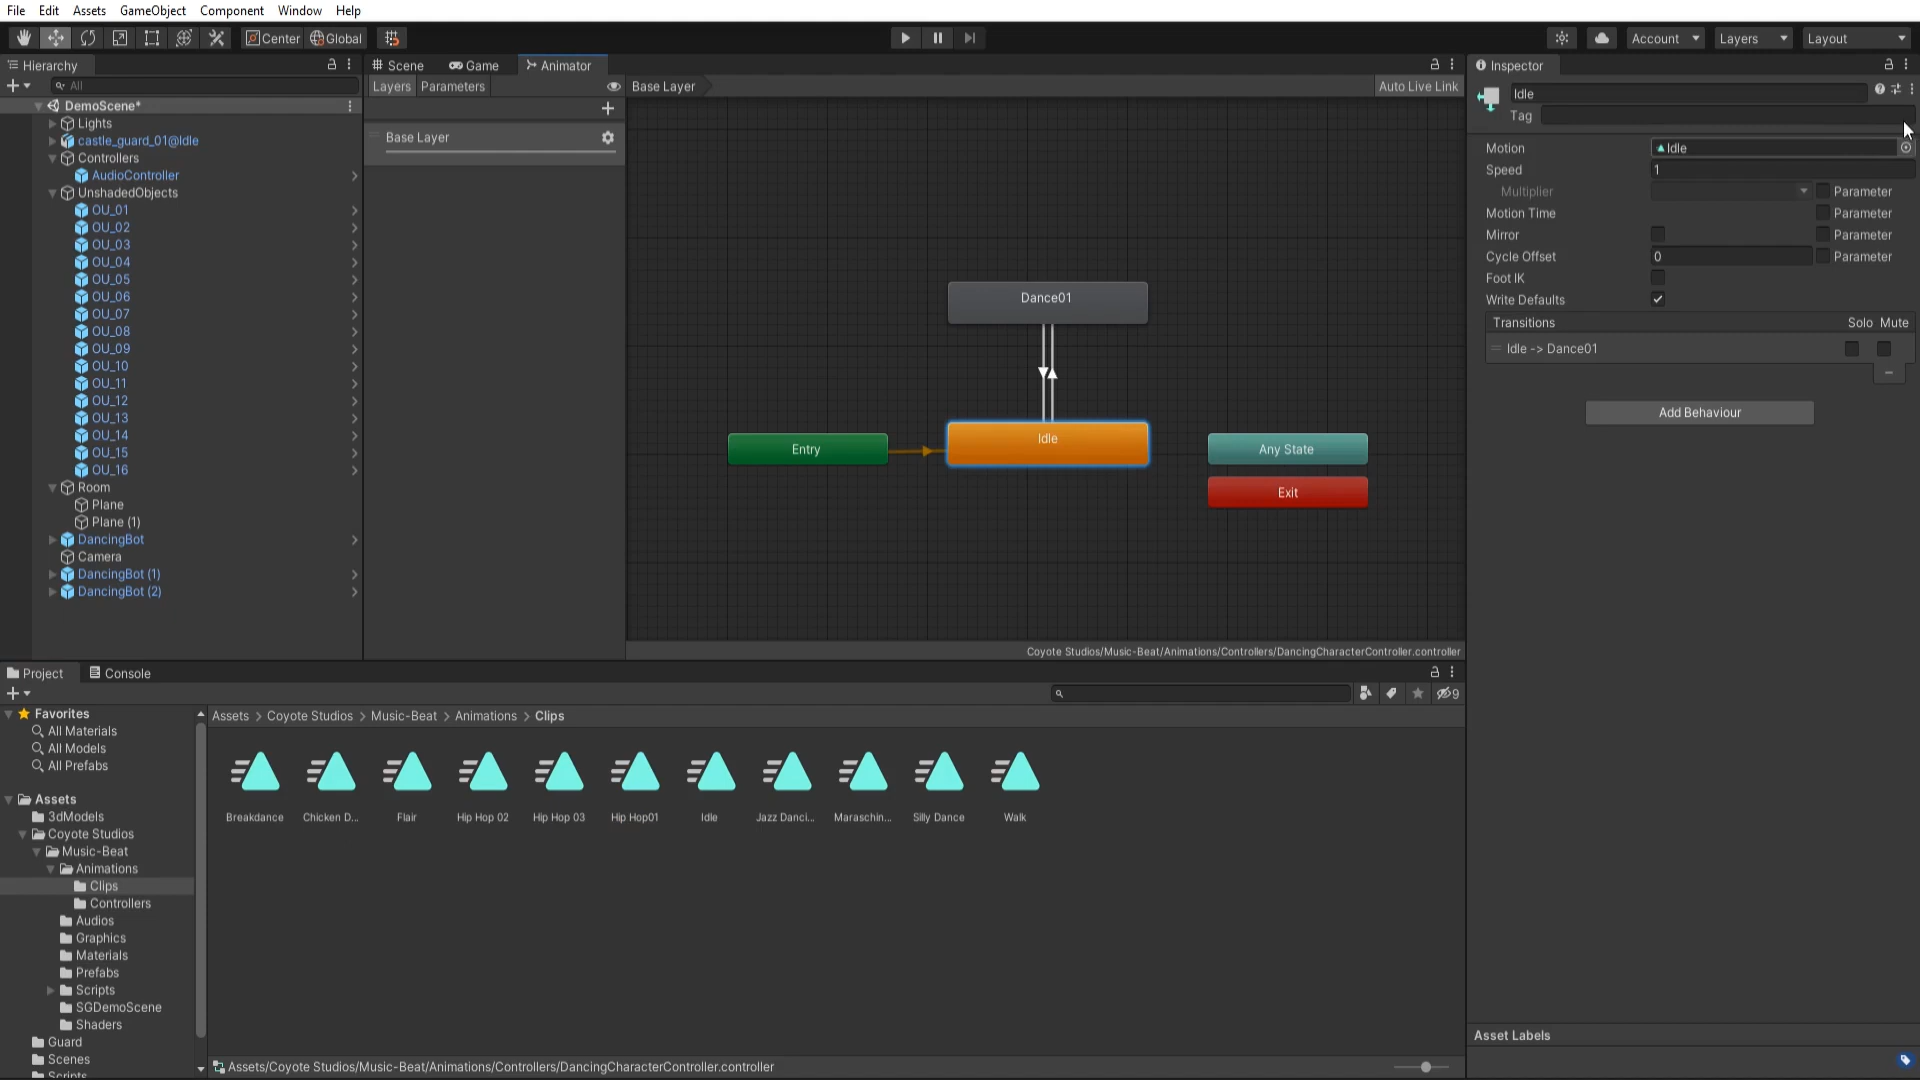 File Edit Assets GameObject Component Window Help
Center Global Account Layers Layout
Hierarchy
All
DemoScene*
Lights
castle_guard_01@Idle
Controllers
AudioController
UnshadedObjects
OU_01
OU_02
OU_03
OU_04
OU_05
OU_06
OU_07
OU_08
OU_09
OU_10
OU_11
OU_12
OU_13
OU_14
OU_15
OU_16
Room
Plane
Plane (1)
DancingBot
Camera
DancingBot (1)
DancingBot (2)
Scene Game Animator
Layers Parameters Base Layer Auto Live Link
Base Layer
Dance01
Entry
Idle
Any State
Exit
Coyote Studios/Music-Beat/Animations/Controllers/DancingCharacterController.controller
Inspector
Idle
Tag
Motion Idle
Speed 1
Multiplier Parameter
Motion Time Parameter
Mirror Parameter
Cycle Offset 0 Parameter
Foot IK
Write Defaults
Transitions Solo Mute
Idle -> Dance01
Add Behaviour
Asset Labels
Project Console
9
Favorites
All Materials
All Models
All Prefabs
Assets
3dModels
Coyote Studios
Music-Beat
Animations
Clips
Controllers
Audios
Graphics
Materials
Prefabs
Scripts
SGDemoScene
Shaders
Guard
Scenes
Scripts
Assets > Coyote Studios > Music-Beat > Animations > Clips
Breakdance Chicken D... Flair Hip Hop 02 Hip Hop 03 Hip Hop01 Idle Jazz Danci... Maraschin... Silly Dance Walk
Assets/Coyote Studios/Music-Beat/Animations/Controllers/DancingCharacterController.controller